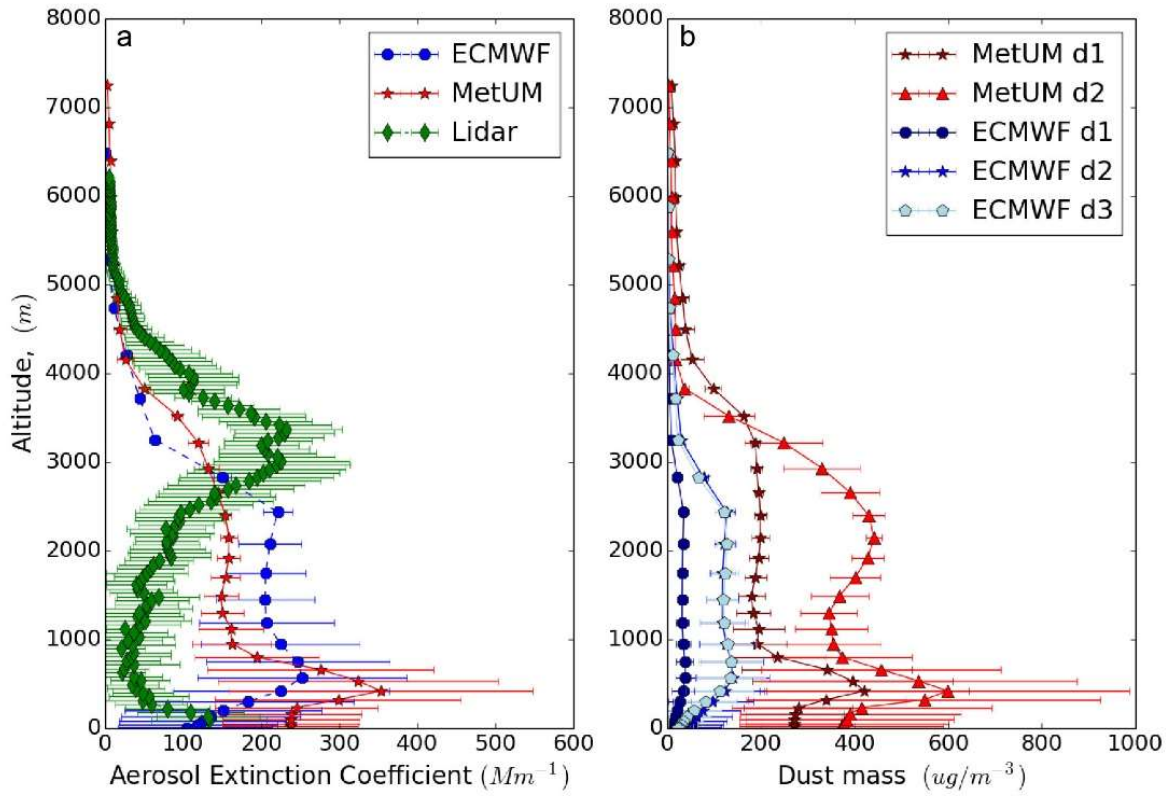 a
ECMWF
MetUM
Lidar
8000
7000
6000
5000
4000
3000
2000
1000
0
Altitude, (m)
0 100 200 300 400 500 600
Aerosol Extinction Coefficient (Mm⁻¹)
b
MetUM d1
MetUM d2
ECMWF d1
ECMWF d2
ECMWF d3
8000
7000
6000
5000
4000
3000
2000
1000
0
0 200 400 600 800 1000
Dust mass (ug/m⁻³)